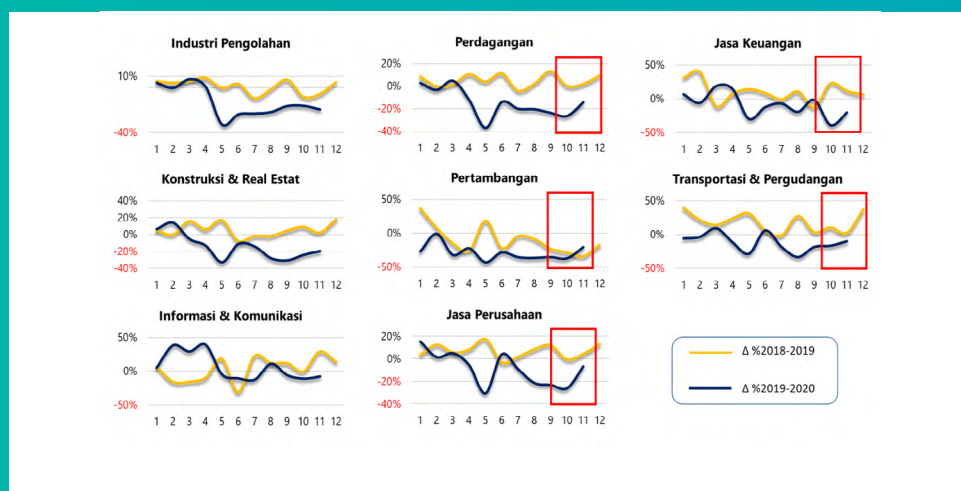 Industri Pengolahan
10%
-40%
1 2 3 4 5 6 7 8 9 10 11 12
Perdagangan
20%
0%
-20%
-40%
1 2 3 4 5 6 7 8 9 10 11 12
Jasa Keuangan
50%
0%
-50%
1 2 3 4 5 6 7 8 9 10 11 12
Konstruksi & Real Estat
40%
20%
0%
-20%
-40%
1 2 3 4 5 6 7 8 9 10 11 12
Pertambangan
50%
0%
-50%
1 2 3 4 5 6 7 8 9 10 11 12
Transportasi & Pergudangan
50%
0%
-50%
1 2 3 4 5 6 7 8 9 10 11 12
Informasi & Komunikasi
50%
0%
-50%
1 2 3 4 5 6 7 8 9 10 11 12
Jasa Perusahaan
20%
0%
-20%
-40%
1 2 3 4 5 6 7 8 9 10 11 12
Δ %2018-2019
Δ %2019-2020